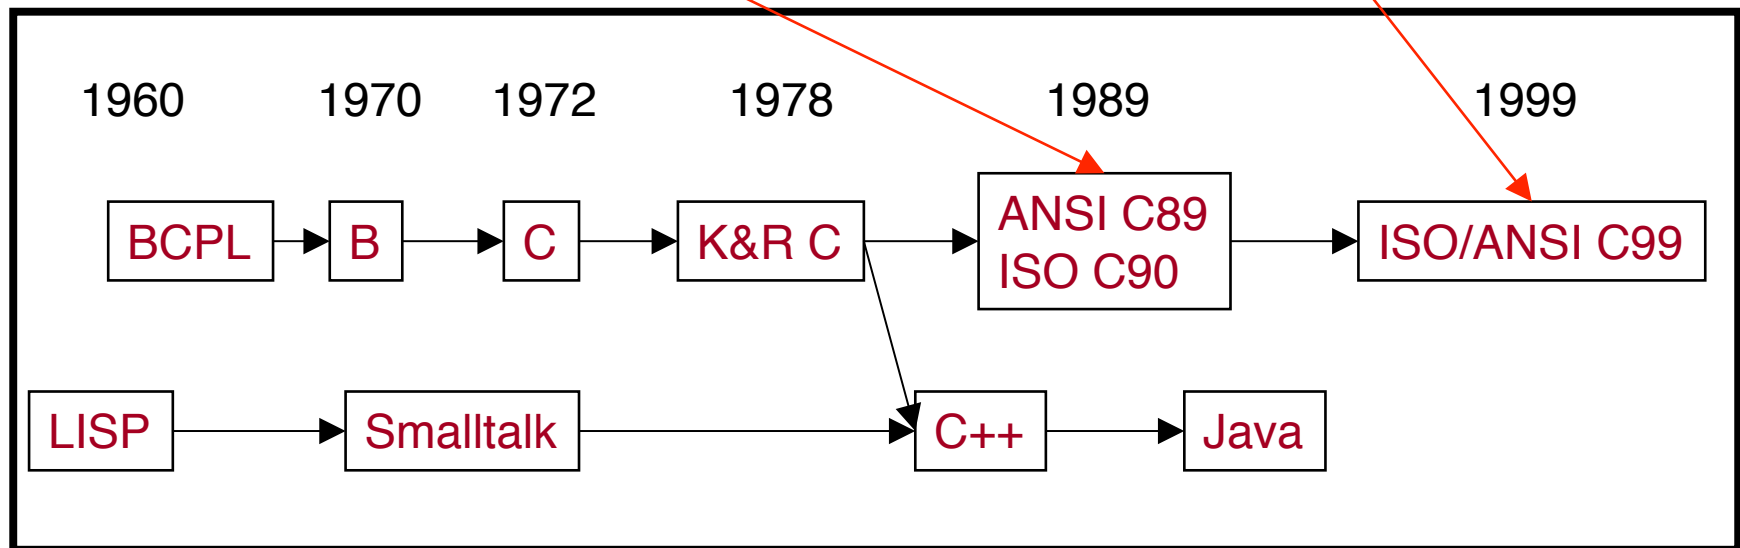 1960 1970 1972 1978 1989 1999
BCPL B C K&R C ANSI C89
ISO C90 ISO/ANSI C99
LISP Smalltalk C++ Java